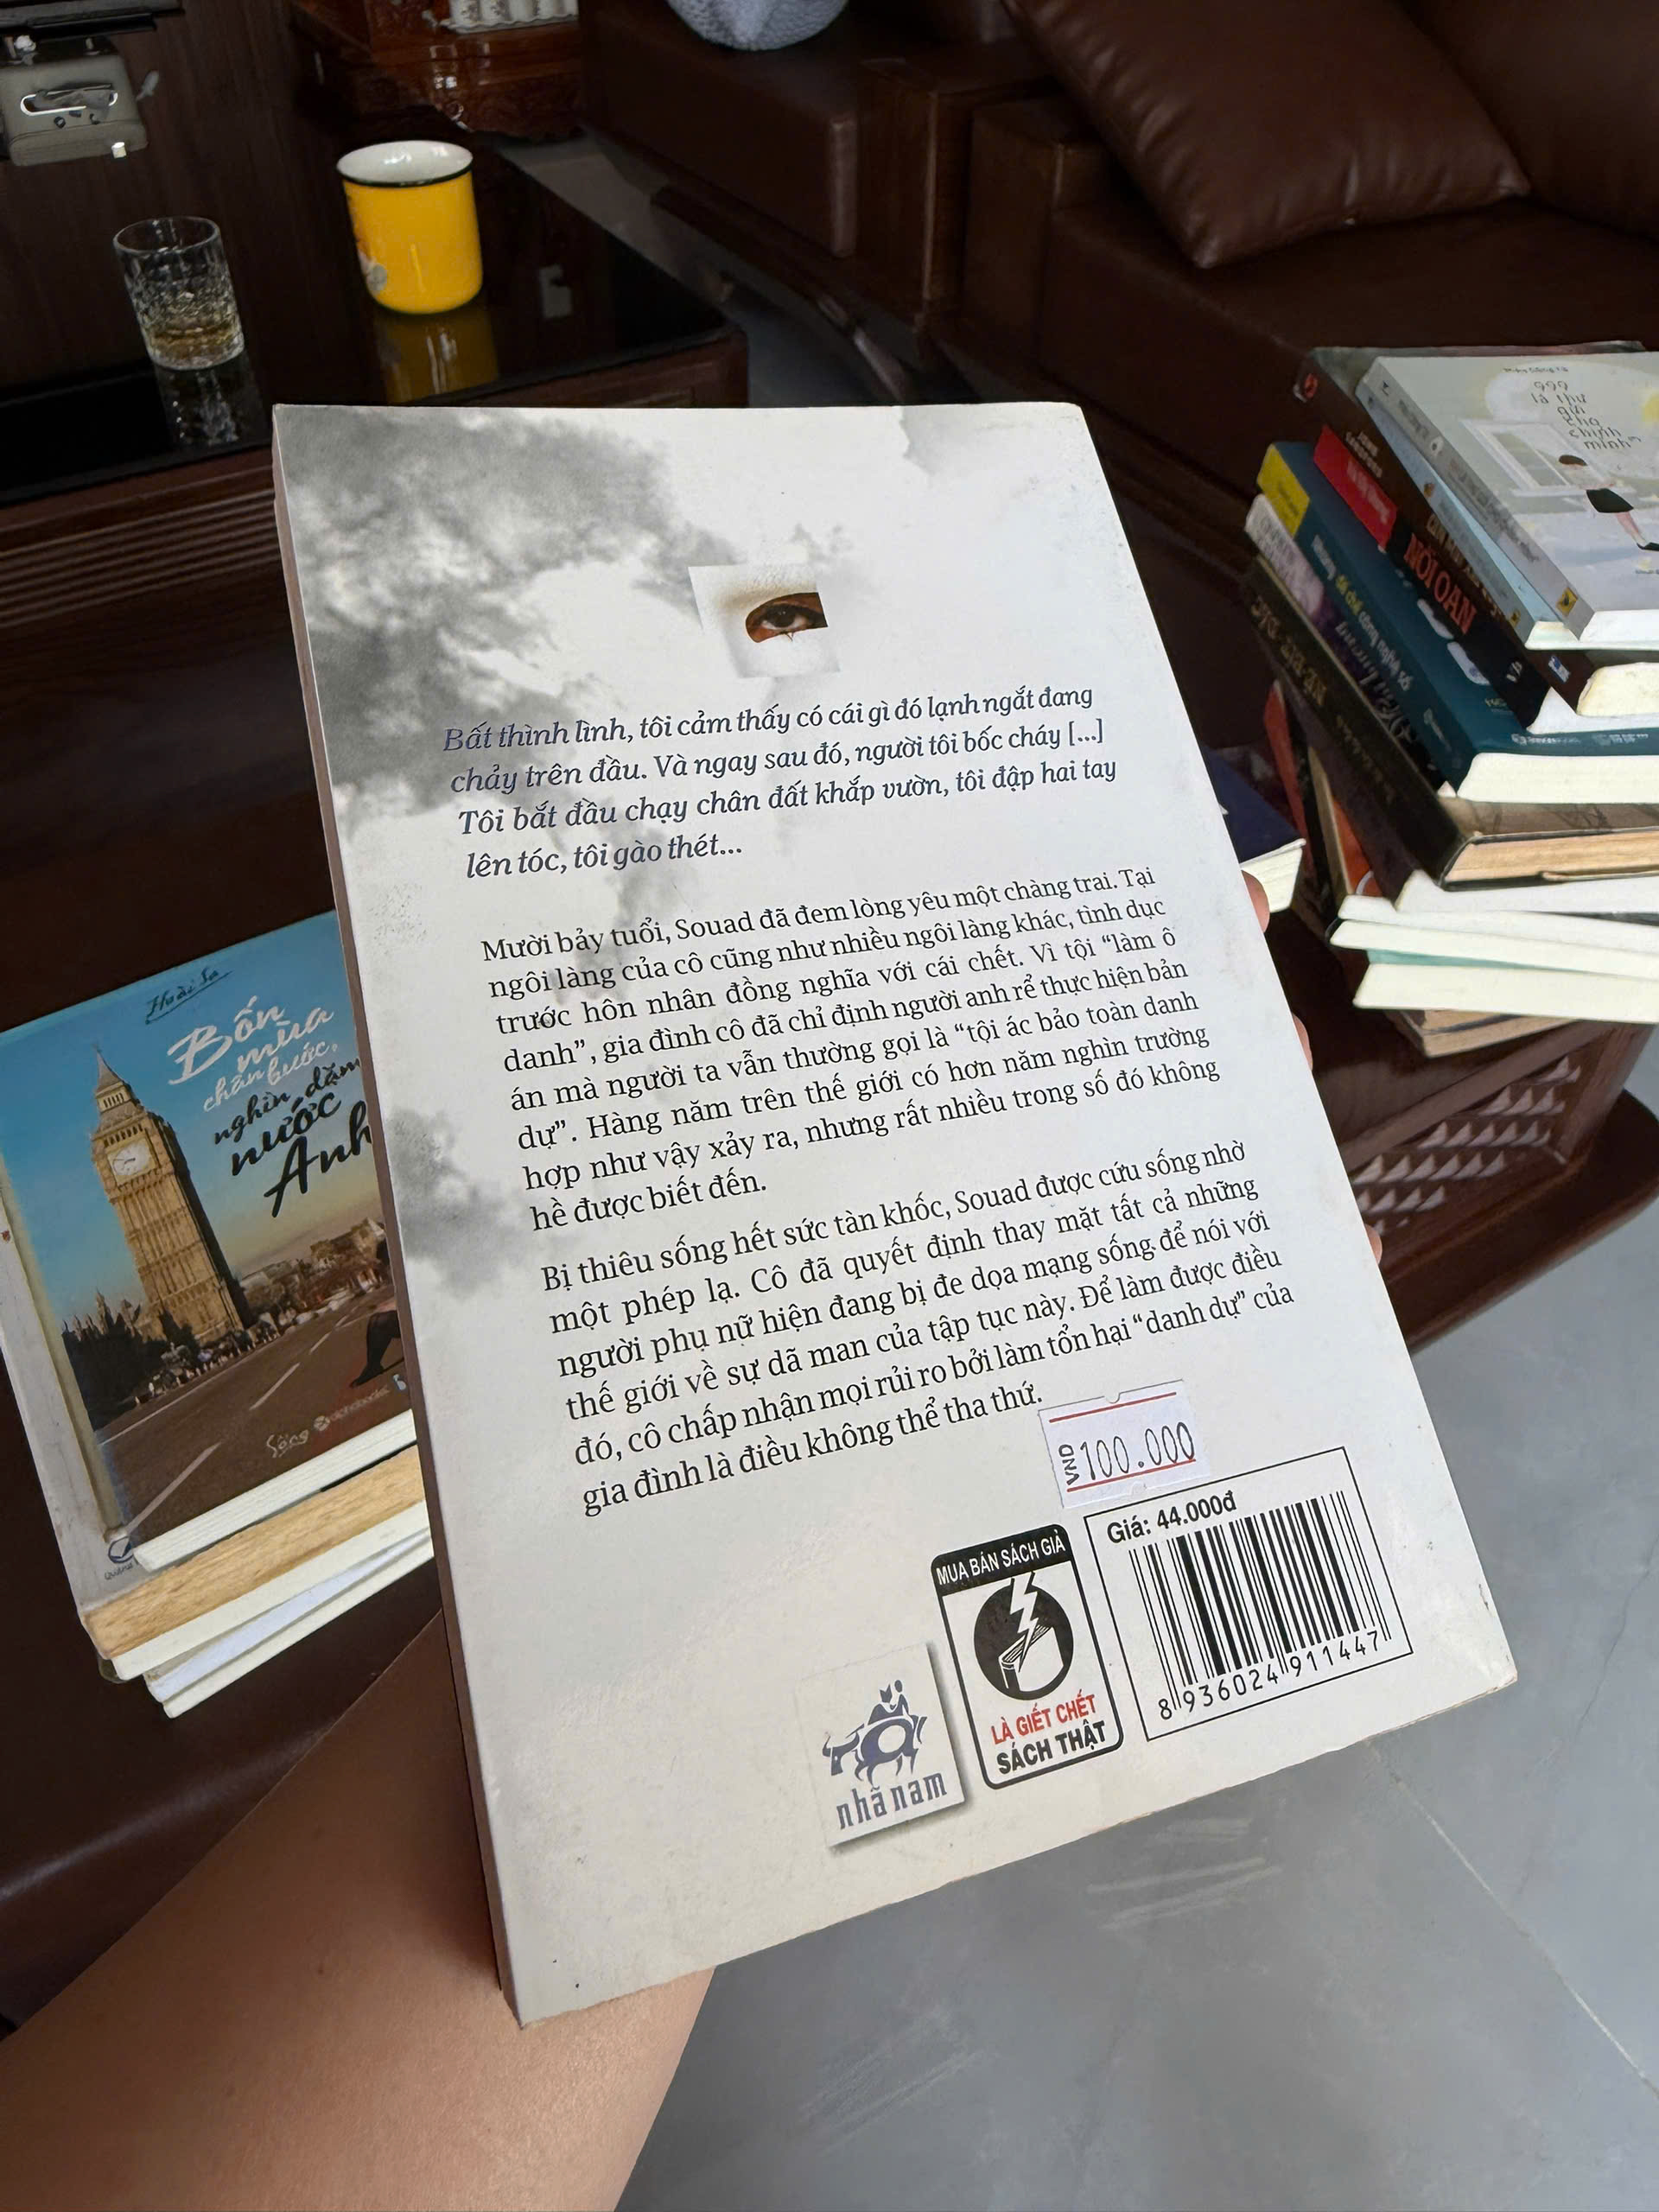 Bất thình lình, tôi cảm thấy có cái gì đó lạnh ngắt đang
chảy trên đầu. Và ngay sau đó, người tôi bốc cháy [...]
Tôi bắt đầu chạy chân đất khắp vườn, tôi đập hai tay
lên tóc, tôi gào thét...
Mười bảy tuổi, Souad đã đem lòng yêu một chàng trai. Tại
ngôi làng của cô cũng như nhiều ngôi làng khác, tình dục
trước hôn nhân đồng nghĩa với cái chết. Vì tội “làm ô
danh”, gia đình cô đã chỉ định người anh rể thực hiện bản
án mà người ta vẫn thường gọi là “tội ác bảo toàn danh
dự”. Hàng năm trên thế giới có hơn năm nghìn trường
hợp như vậy xảy ra, nhưng rất nhiều trong số đó không
hề được biết đến.
Bị thiêu sống hết sức tàn khốc, Souad được cứu sống nhờ
một phép lạ. Cô đã quyết định thay mặt tất cả những
người phụ nữ hiện đang bị đe dọa mạng sống để nói với
thế giới về sự dã man của tập tục này. Để làm được điều
đó, cô chấp nhận mọi rủi ro bởi làm tổn hại “danh dự” của
gia đình là điều không thể tha thứ.
VND 100.000
Giá: 44.000đ
8 936024 911447
MUA BÁN SÁCH GIẢ
LÀ GIẾT CHẾT
SÁCH THẬT
nhã nam
Hoài Sa
Bốn
mùa
chân bước,
nghìn dặm
nước
Anh
Sống
alphabooks
999
lá thư
gửi
cho
chính
mình
NỖI OAN